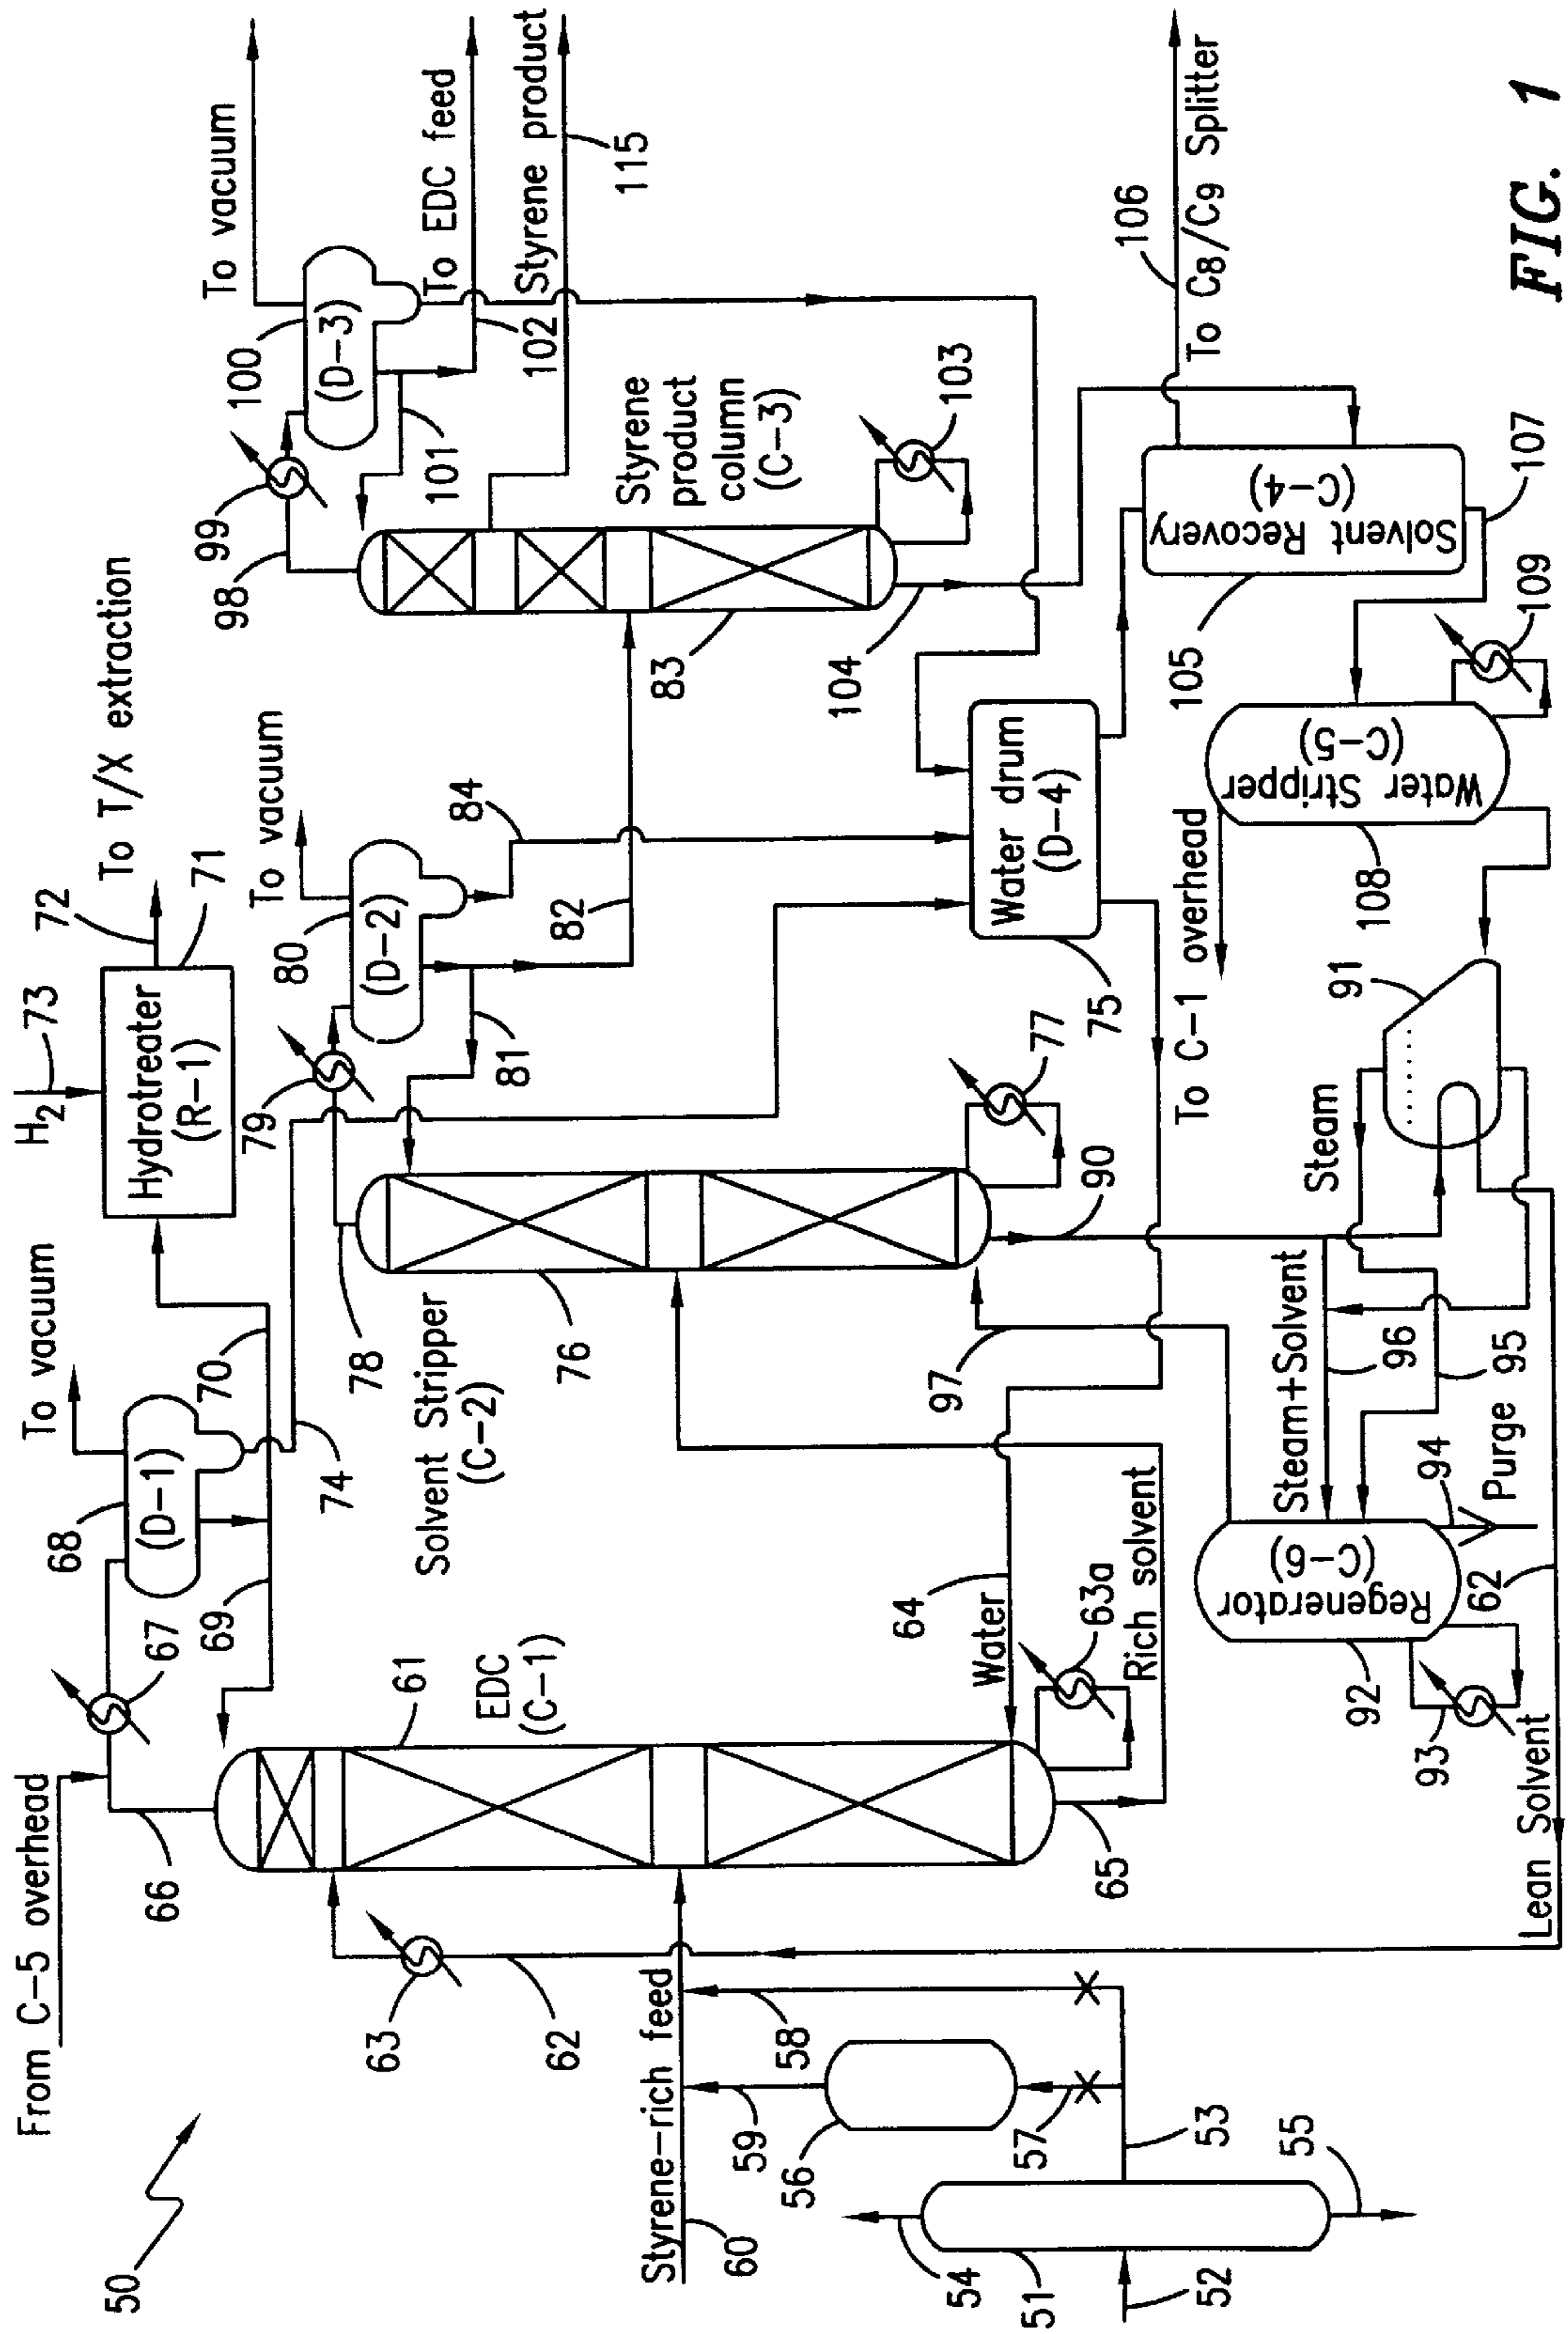 50
From C-5 overhead
66
67
68
(D-1)
To vacuum
69
70
H2
73
Hydrotreater
(R-1)
72
71
To T/X extraction
74
61
EDC
(C-1)
63
62
Styrene-rich feed
60
59
58
56
57
53
54
51
52
55
65
64
Water
63a
Rich solvent
Solvent Stripper
(C-2)
78
76
79
80
(D-2)
To vacuum
81
82
84
77
90
97
98
99
100
(D-3)
To vacuum
101
102
To EDC feed
Styrene product
115
Styrene
product
column
(C-3)
83
103
104
Water drum
(D-4)
75
105
Solvent Recovery
(C-4)
106
To C8/C9 Splitter
107
To C-1 overhead
108
Water Stripper
(C-5)
109
91
Steam
Steam+Solvent
96
95
Regenerator
(C-6)
92
93
94
Purge
62
Lean Solvent
FIG. 1